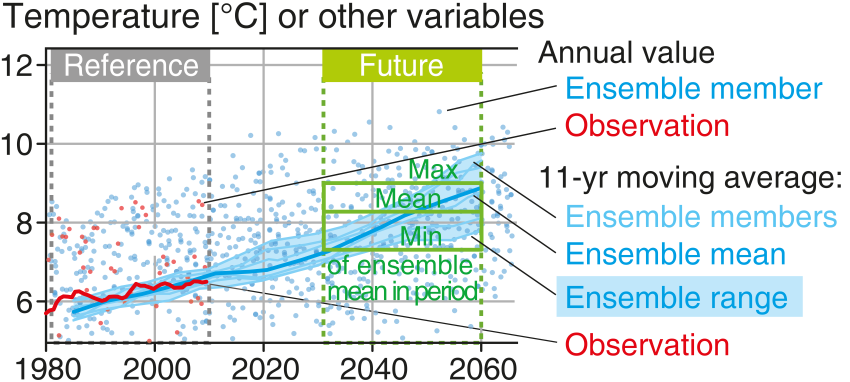 Temperature [°C] or other variables
Reference
Future
12
10
8
6
1980
2000
2020
2040
2060
Max
Mean
Min
of ensemble
mean in period
Annual value
Ensemble member
Observation
11-yr moving average:
Ensemble members
Ensemble mean
Ensemble range
Observation